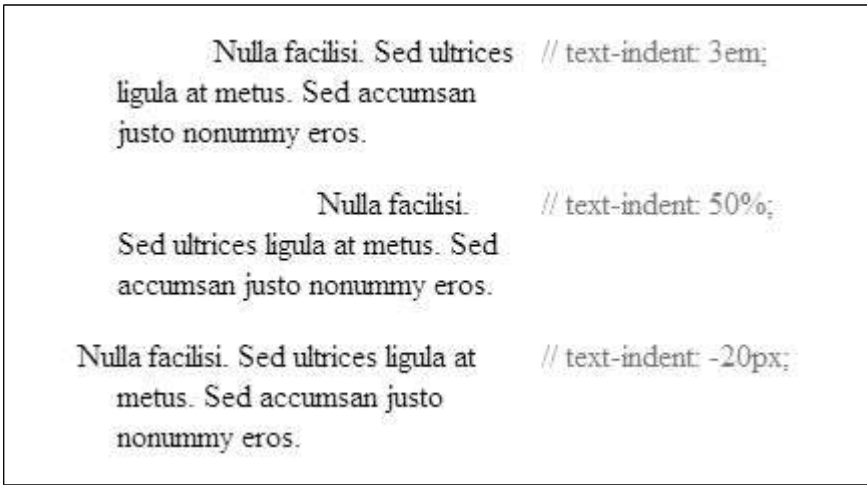 Nulla facilisi. Sed ultrices // text-indent: 3em;
ligula at metus. Sed accumsan
justo nonummy eros.
Nulla facilisi. // text-indent: 50%;
Sed ultrices ligula at metus. Sed
accumsan justo nonummy eros.
Nulla facilisi. Sed ultrices ligula at // text-indent: -20px;
metus. Sed accumsan justo
nonummy eros.